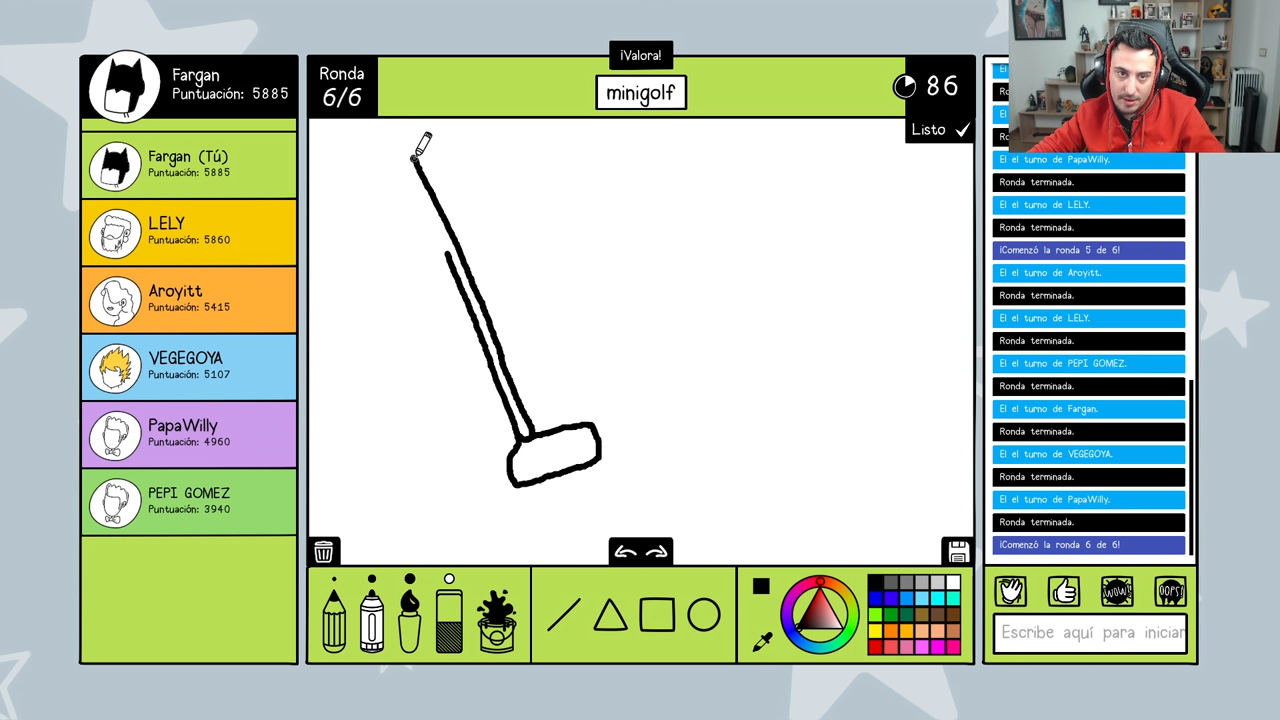 ¡Valora!
Fargan
Puntuación: 5885
Ronda
6/6
minigolf
86
Listo
Fargan (Tú)
Puntuación: 5885
LELY
Puntuación: 5860
Aroyitt
Puntuación: 5415
VEGEGOYA
Puntuación: 5107
PapaWilly
Puntuación: 4960
PEPI GOMEZ
Puntuación: 3940
El el turno de PapaWilly.
Ronda terminada.
El el turno de LELY.
Ronda terminada.
¡Comenzó la ronda 5 de 6!
El el turno de Aroyitt.
Ronda terminada.
El el turno de LELY.
Ronda terminada.
El el turno de PEPI GOMEZ.
Ronda terminada.
El el turno de Fargan.
Ronda terminada.
El el turno de VEGEGOYA.
Ronda terminada.
El el turno de PapaWilly.
Ronda terminada.
¡Comenzó la ronda 6 de 6!
WOW!
OOPS!
Escribe aquí para iniciar